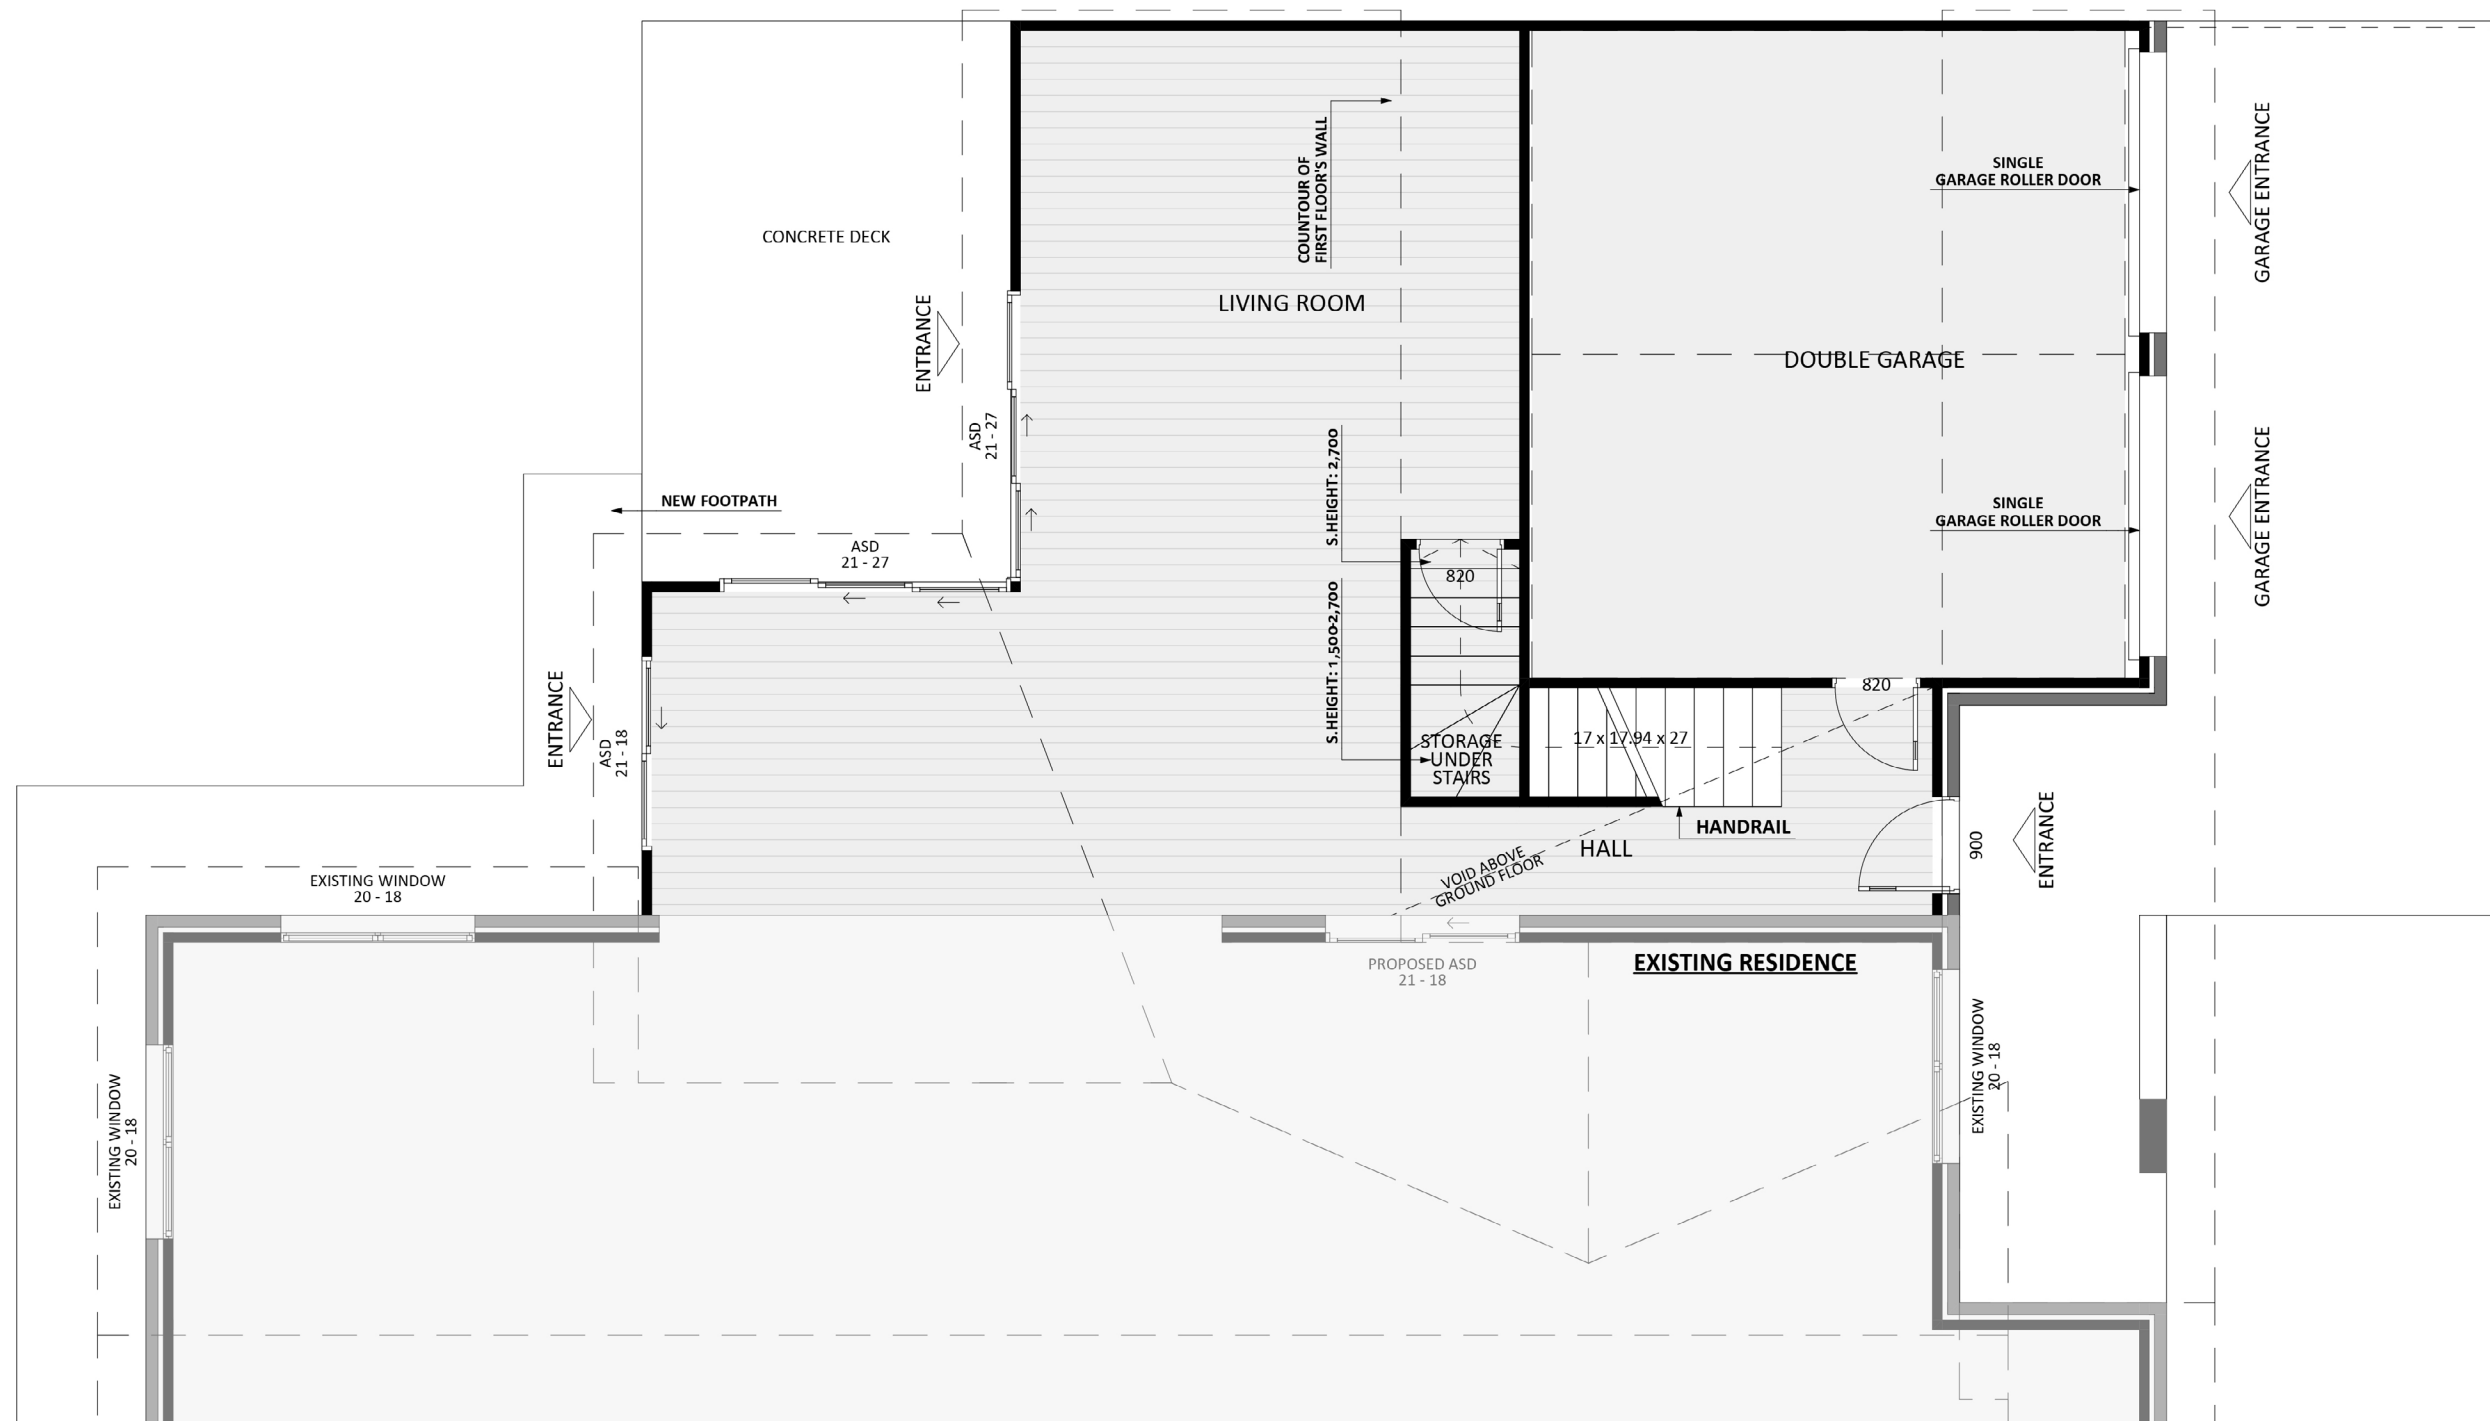 CONCRETE DECK
COUNTOUR OF
FIRST FLOOR'S WALL
LIVING ROOM
SINGLE
GARAGE ROLLER DOOR
GARAGE ENTRANCE
DOUBLE GARAGE
ENTRANCE
ASD
21 - 27
NEW FOOTPATH
ASD
21 - 27
S.HEIGHT: 2,700
820
SINGLE
GARAGE ROLLER DOOR
GARAGE ENTRANCE
ENTRANCE
ASD
21 - 18
S.HEIGHT: 1,500-2,700
STORAGE
UNDER
STAIRS
17 x 17.94 x 27
820
HANDRAIL
HALL
VOID ABOVE
GROUND FLOOR
900
ENTRANCE
EXISTING WINDOW
20 - 18
PROPOSED ASD
21 - 18
EXISTING RESIDENCE
EXISTING WINDOW
20 - 18
EXISTING WINDOW
20 - 18